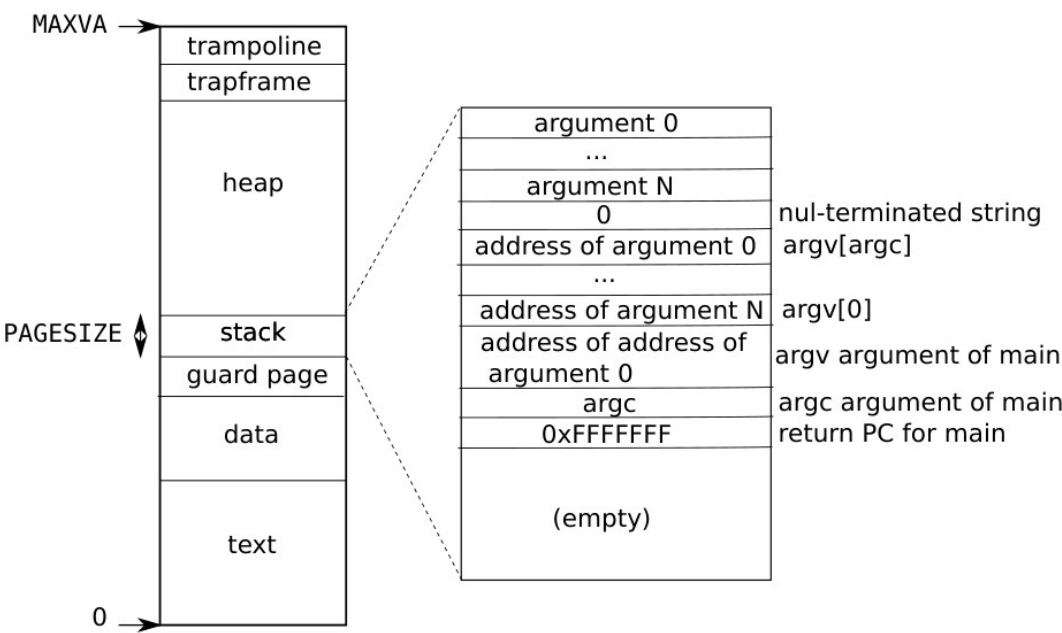 MAXVA
trampoline
trapframe
heap
PAGESIZE
stack
guard page
data
text
0
argument 0
...
argument N
0
nul-terminated string
address of argument 0
argv[argc]
...
address of argument N
argv[0]
address of address of
argument 0
argv argument of main
argc
argc argument of main
0xFFFFFFF
return PC for main
(empty)